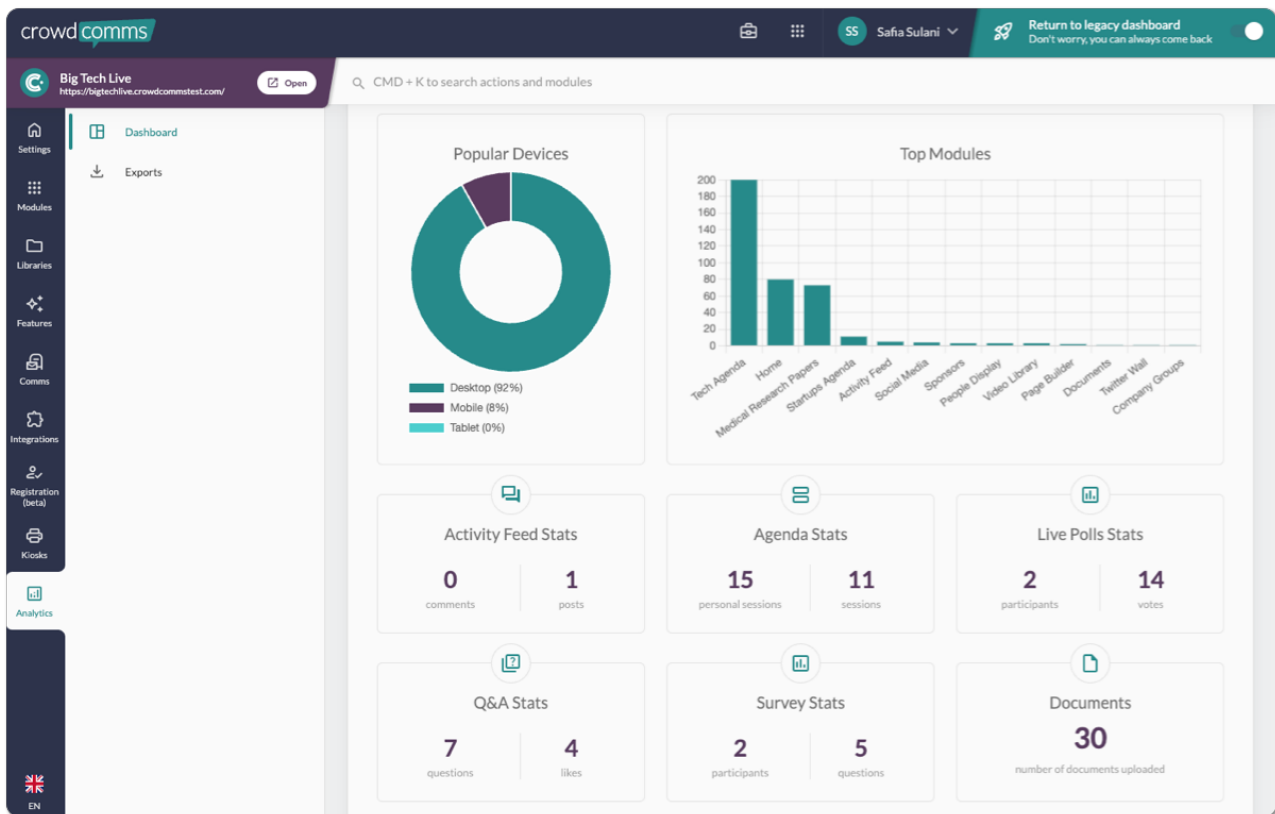 crowdcomms
SS
Safia Sulani
Return to legacy dashboard
Don't worry, you can always come back
Big Tech Live
https://bigtechlive.crowdcommstest.com/
Open
CMD + K to search actions and modules
Settings
Modules
Libraries
Features
Comms
Integrations
Registration
(beta)
Kiosks
Analytics
EN
Dashboard
Exports
Popular Devices
Desktop (92%)
Mobile (8%)
Tablet (0%)
Top Modules
200
180
160
140
120
100
80
60
40
20
0
Tech Agenda
Home
Medical Research Papers
Startups Agenda
Activity Feed
Social Media
Sponsors
People Display
Video Library
Page Builder
Documents
Twitter Wall
Company Groups
Activity Feed Stats
0 1
comments posts
Agenda Stats
15 11
personal sessions sessions
Live Polls Stats
2 14
participants votes
Q&A Stats
7 4
questions likes
Survey Stats
2 5
participants questions
Documents
30
number of documents uploaded